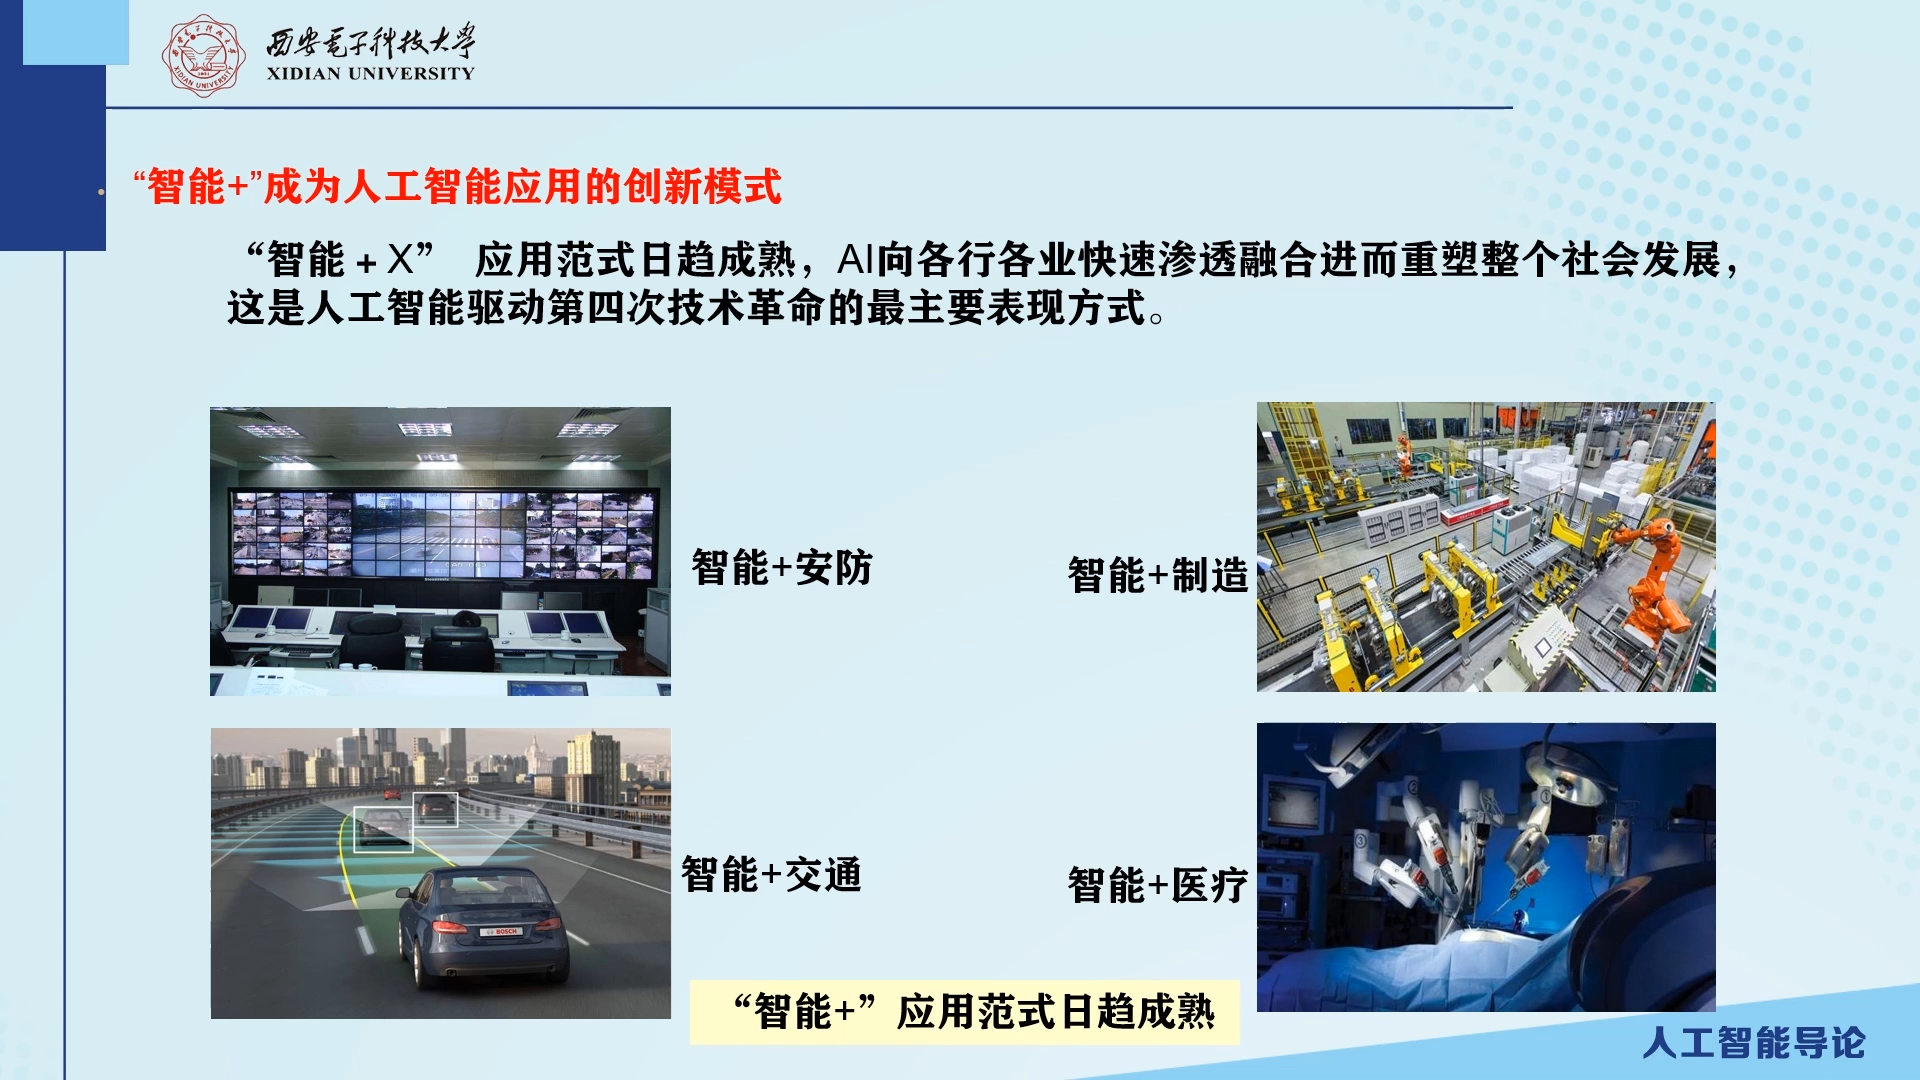 西安电子科技大学
XIDIAN UNIVERSITY
“智能+”成为人工智能应用的创新模式
“智能+X” 应用范式日趋成熟，AI向各行各业快速渗透融合进而重塑整个社会发展，
这是人工智能驱动第四次技术革命的最主要表现方式。
智能+安防
智能+制造
智能+交通
BOSCH
智能+医疗
“智能+”应用范式日趋成熟
人工智能导论